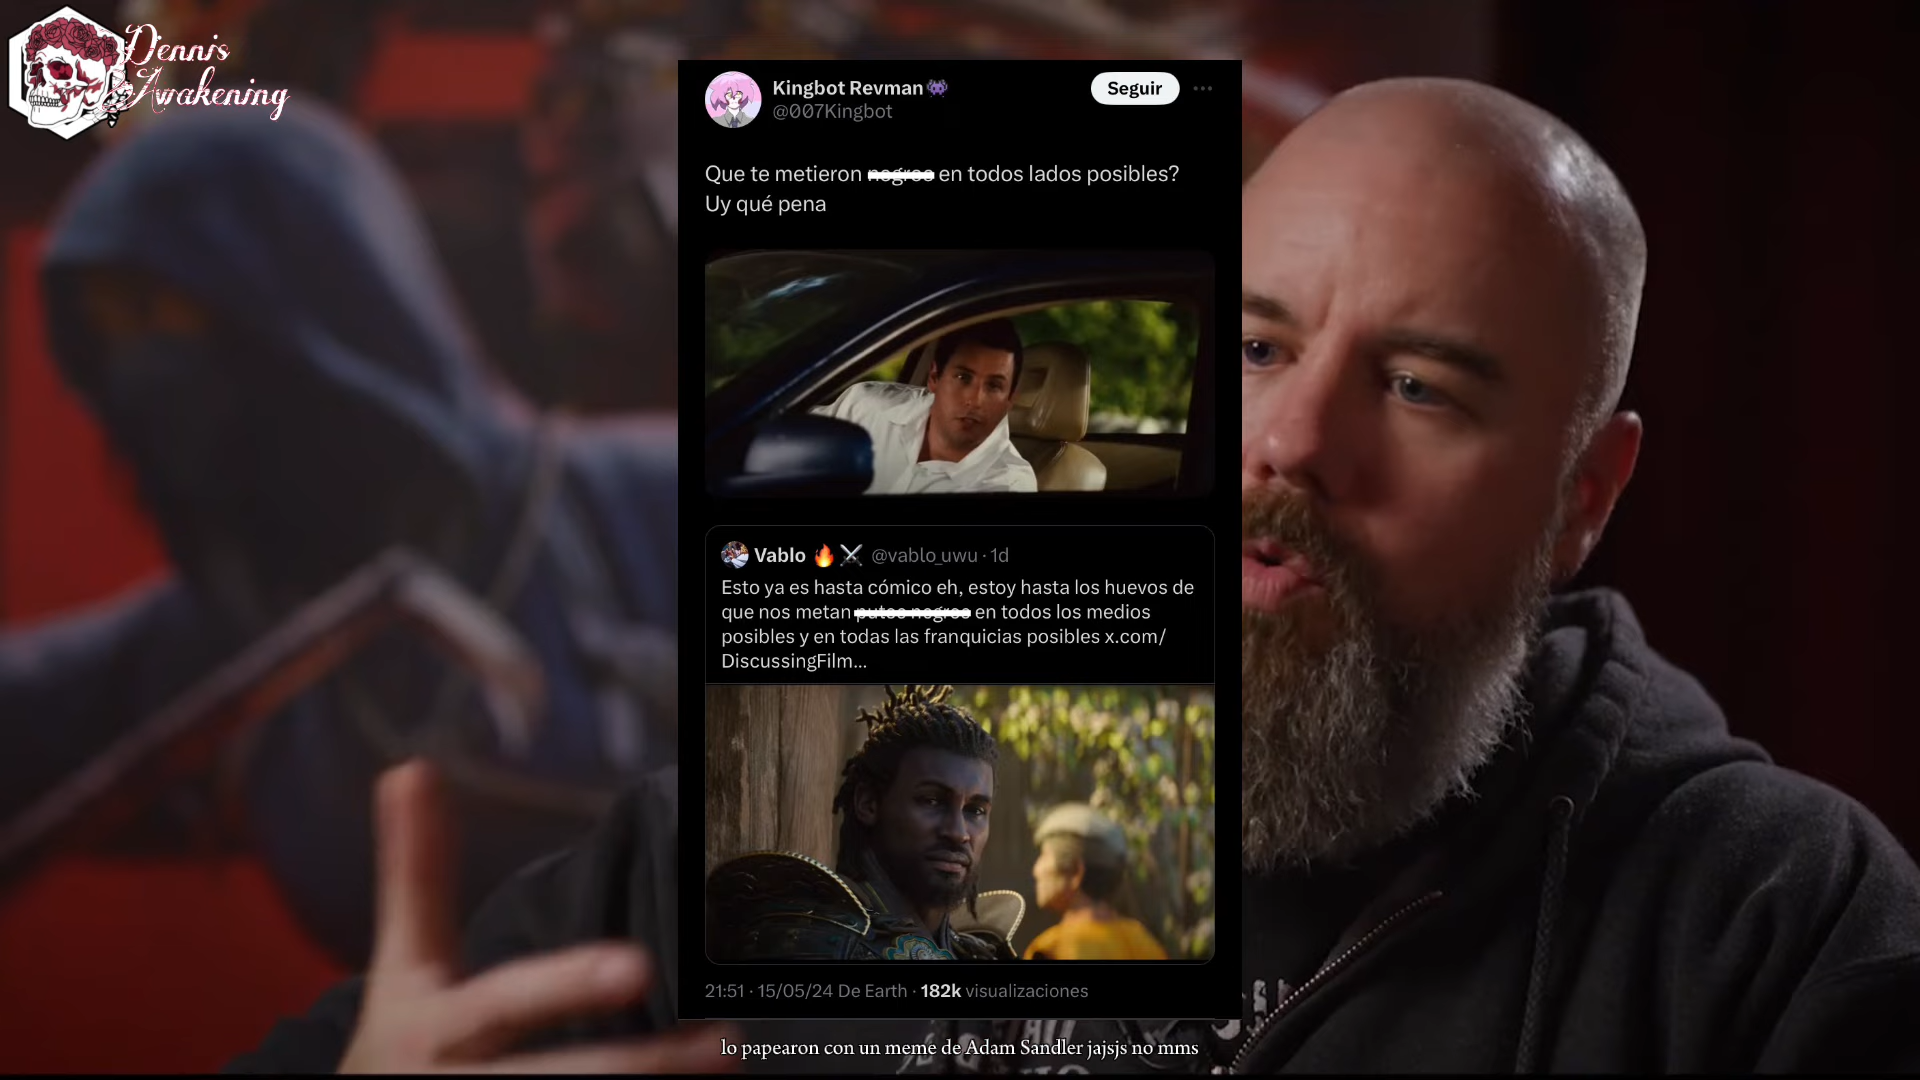 Dennis
Awakening
Kingbot Revman
@007Kingbot
Seguir
Que te metieron negros en todos lados posibles?
Uy qué pena
Vablo @vablo_uwu · 1d
Esto ya es hasta cómico eh, estoy hasta los huevos de
que nos metan putos negros en todos los medios
posibles y en todas las franquicias posibles x.com/
DiscussingFilm...
21:51 · 15/05/24 De Earth · 182k visualizaciones
lo papearon con un meme de Adam Sandler jajsjs no mms